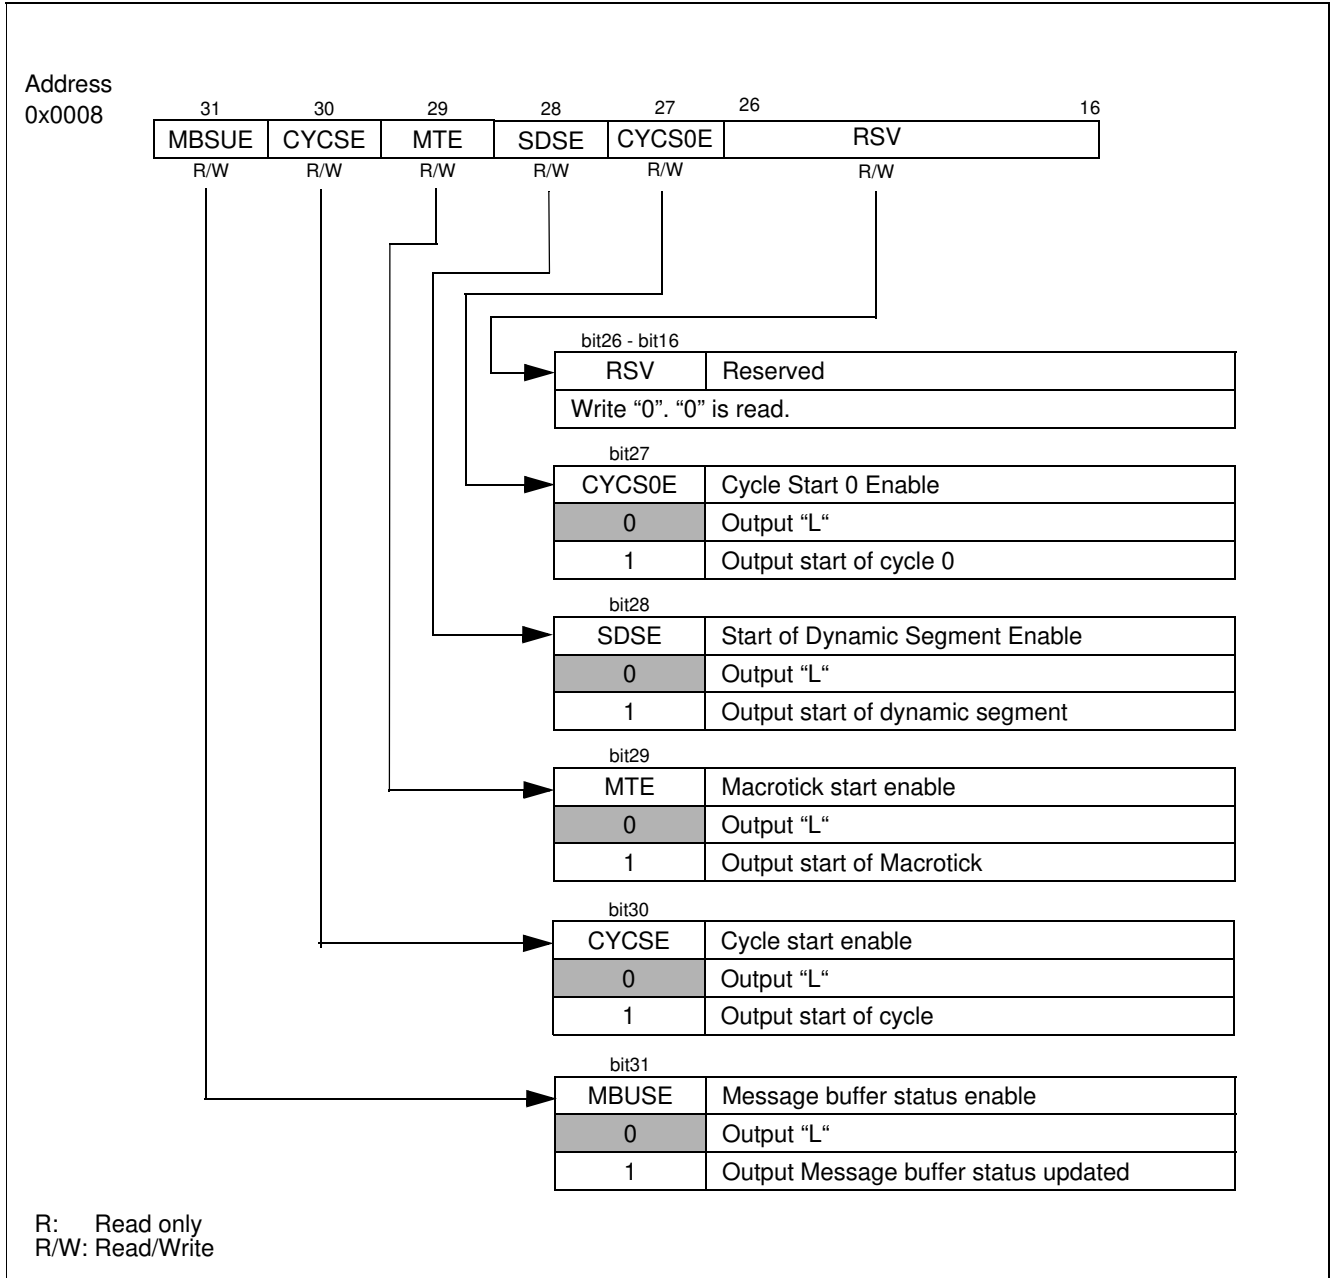 Address
0x0008
31 30 29 28 27 26 16
MBSUE CYCSE MTE SDSE CYCS0E RSV
R/W R/W R/W R/W R/W R/W
bit26 - bit16
RSV Reserved
Write “0”. “0” is read.
bit27
CYCS0E Cycle Start 0 Enable
0 Output “L“
1 Output start of cycle 0
bit28
SDSE Start of Dynamic Segment Enable
0 Output “L“
1 Output start of dynamic segment
bit29
MTE Macrotick start enable
0 Output “L“
1 Output start of Macrotick
bit30
CYCSE Cycle start enable
0 Output “L“
1 Output start of cycle
bit31
MBUSE Message buffer status enable
0 Output “L“
1 Output Message buffer status updated
R: Read only
R/W: Read/Write